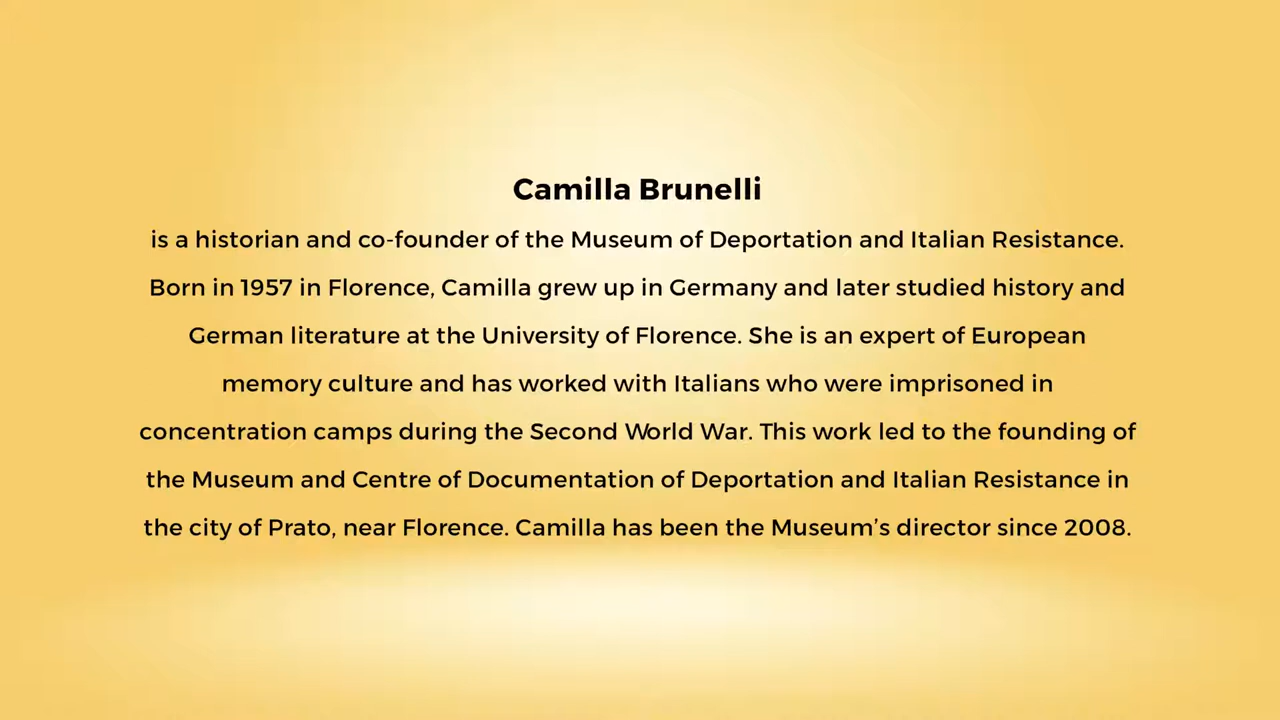 Camilla Brunelli
is a historian and co-founder of the Museum of Deportation and Italian Resistance.
Born in 1957 in Florence, Camilla grew up in Germany and later studied history and
German literature at the University of Florence. She is an expert of European
memory culture and has worked with Italians who were imprisoned in
concentration camps during the Second World War. This work led to the founding of
the Museum and Centre of Documentation of Deportation and Italian Resistance in
the city of Prato, near Florence. Camilla has been the Museum’s director since 2008.